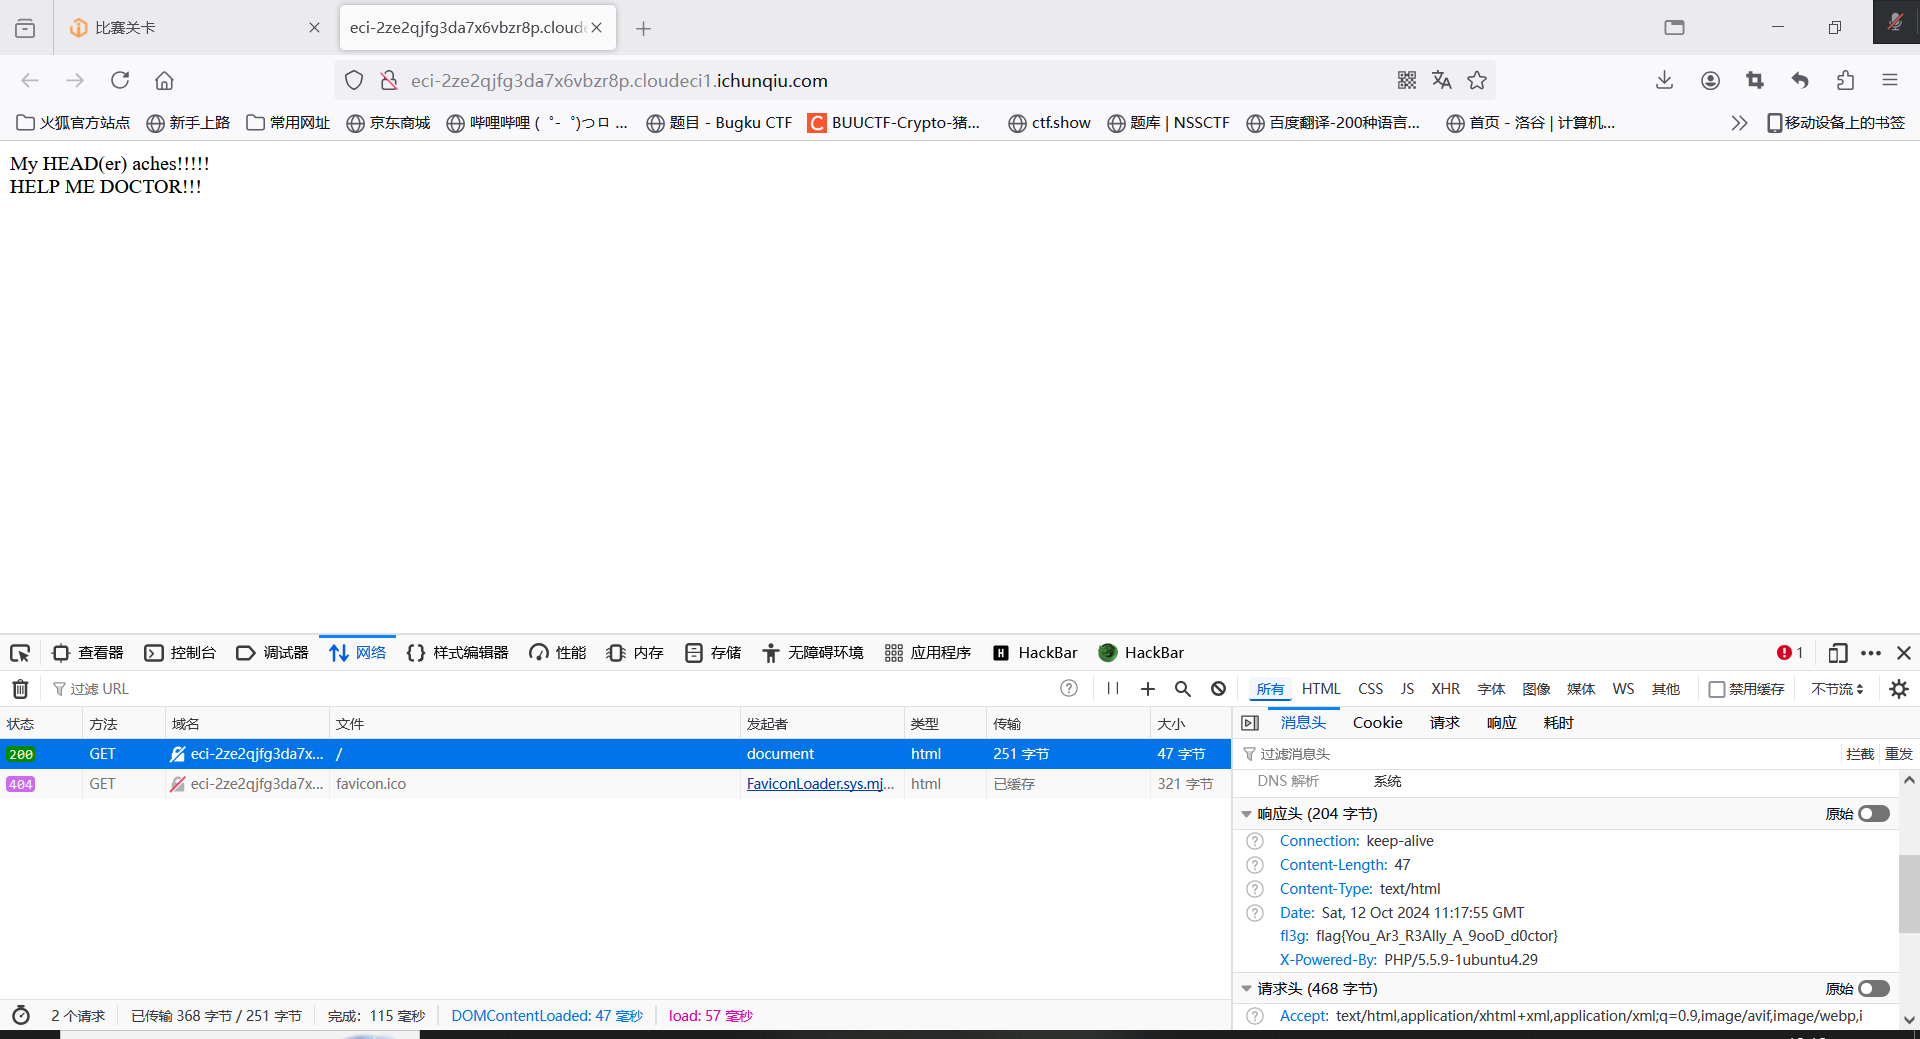 比赛关卡
eci-2ze2qjfg3da7x6vbzr8p.cloud
eci-2ze2qjfg3da7x6vbzr8p.cloudeci1.ichunqiu.com
火狐官方站点 新手上路 常用网址 京东商城 哔哩哔哩 ( ゜- ゜)つロ ... 题目 - Bugku CTF BUUCTF-Crypto-猪... ctf.show 题库 | NSSCTF 百度翻译-200种语言... 首页 - 洛谷 | 计算机... 移动设备上的书签
My HEAD(er) aches!!!!!
HELP ME DOCTOR!!!
查看器 控制台 调试器 网络 样式编辑器 性能 内存 存储 无障碍环境 应用程序 HackBar HackBar 1
过滤 URL 所有 HTML CSS JS XHR 字体 图像 媒体 WS 其他 禁用缓存 不节流
状态 方法 域名 文件 发起者 类型 传输 大小
200 GET eci-2ze2qjfg3da7x... / document html 251 字节 47 字节
404 GET eci-2ze2qjfg3da7x... favicon.ico FaviconLoader.sys.mj... html 已缓存 321 字节
消息头 Cookie 请求 响应 耗时
过滤消息头 拦截 重发
DNS 解析 系统
响应头 (204 字节) 原始
Connection: keep-alive
Content-Length: 47
Content-Type: text/html
Date: Sat, 12 Oct 2024 11:17:55 GMT
fl3g: flag{You_Ar3_R3Ally_A_9ooD_d0ctor}
X-Powered-By: PHP/5.5.9-1ubuntu4.29
请求头 (468 字节) 原始
Accept: text/html,application/xhtml+xml,application/xml;q=0.9,image/avif,image/webp,i
2 个请求 已传输 368 字节 / 251 字节 完成：115 毫秒 DOMContentLoaded: 47 毫秒 load: 57 毫秒